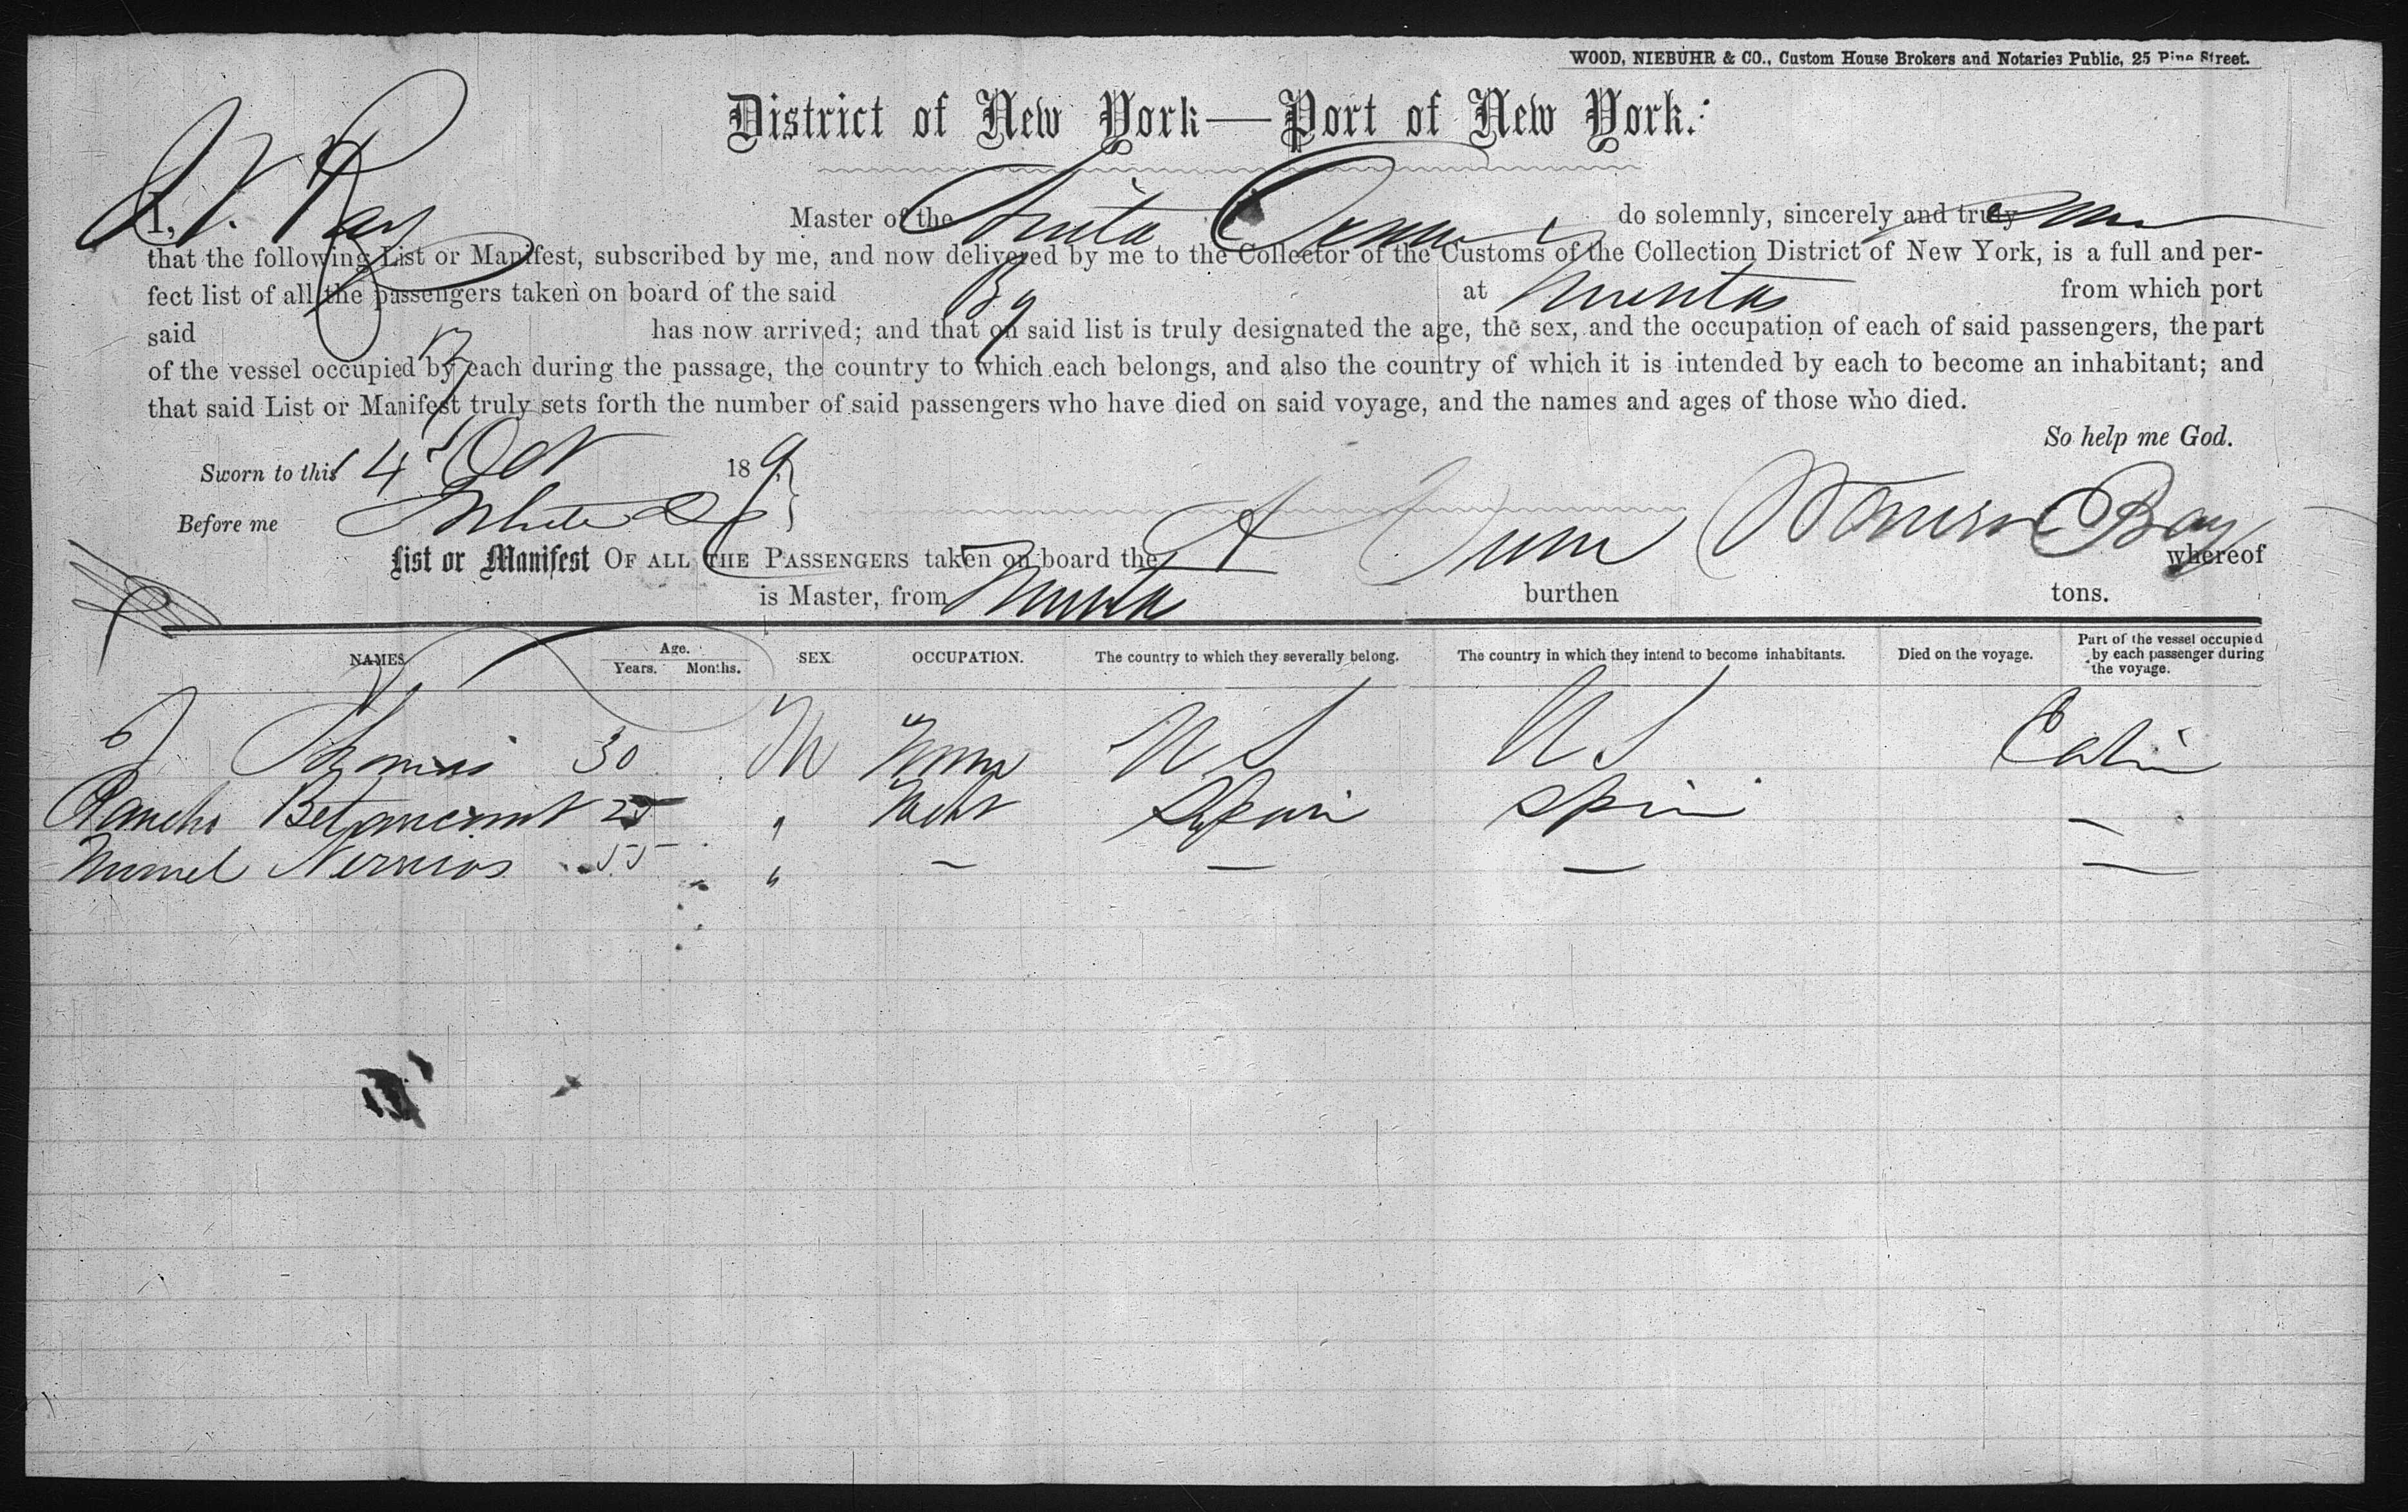 WOOD, NIEBUHR & CO., Custom House Brokers and Notaries Public, 25 Pine Street.
District of New York—Port of New York.
I, Ray Master of the Anita Owen do solemnly, sincerely and truly
that the following List or Manifest, subscribed by me, and now delivered by me to the Collector of the Customs of the Collection District of New York, is a full and per-
fect list of all the passengers taken on board of the said Bg at Nuevitas from which port
said Bg has now arrived; and that on said list is truly designated the age, the sex, and the occupation of each of said passengers, the part
of the vessel occupied by each during the passage, the country to which each belongs, and also the country of which it is intended by each to become an inhabitant; and
that said List or Manifest truly sets forth the number of said passengers who have died on said voyage, and the names and ages of those who died.
So help me God.
Sworn to this 4 Oct 18 9
Before me
List or Manifest OF ALL THE PASSENGERS taken on board the A Owen whereof
is Master, from burthen tons.
NAMES. Age. Years. Months. SEX. OCCUPATION. The country to which they severally belong. The country in which they intend to become inhabitants. Died on the voyage. Part of the vessel occupied by each passenger during the voyage.
J Thomas 30 M U S U S Cabin
Pancho Betancourt 25 " Spain Spain —
55 " — — — —